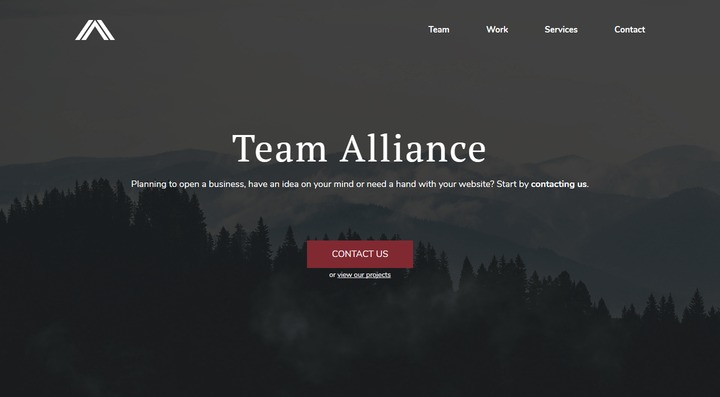 Team Work Services Contact
Team Alliance
Planning to open a business, have an idea on your mind or need a hand with your website? Start by contacting us.
CONTACT US
or view our projects